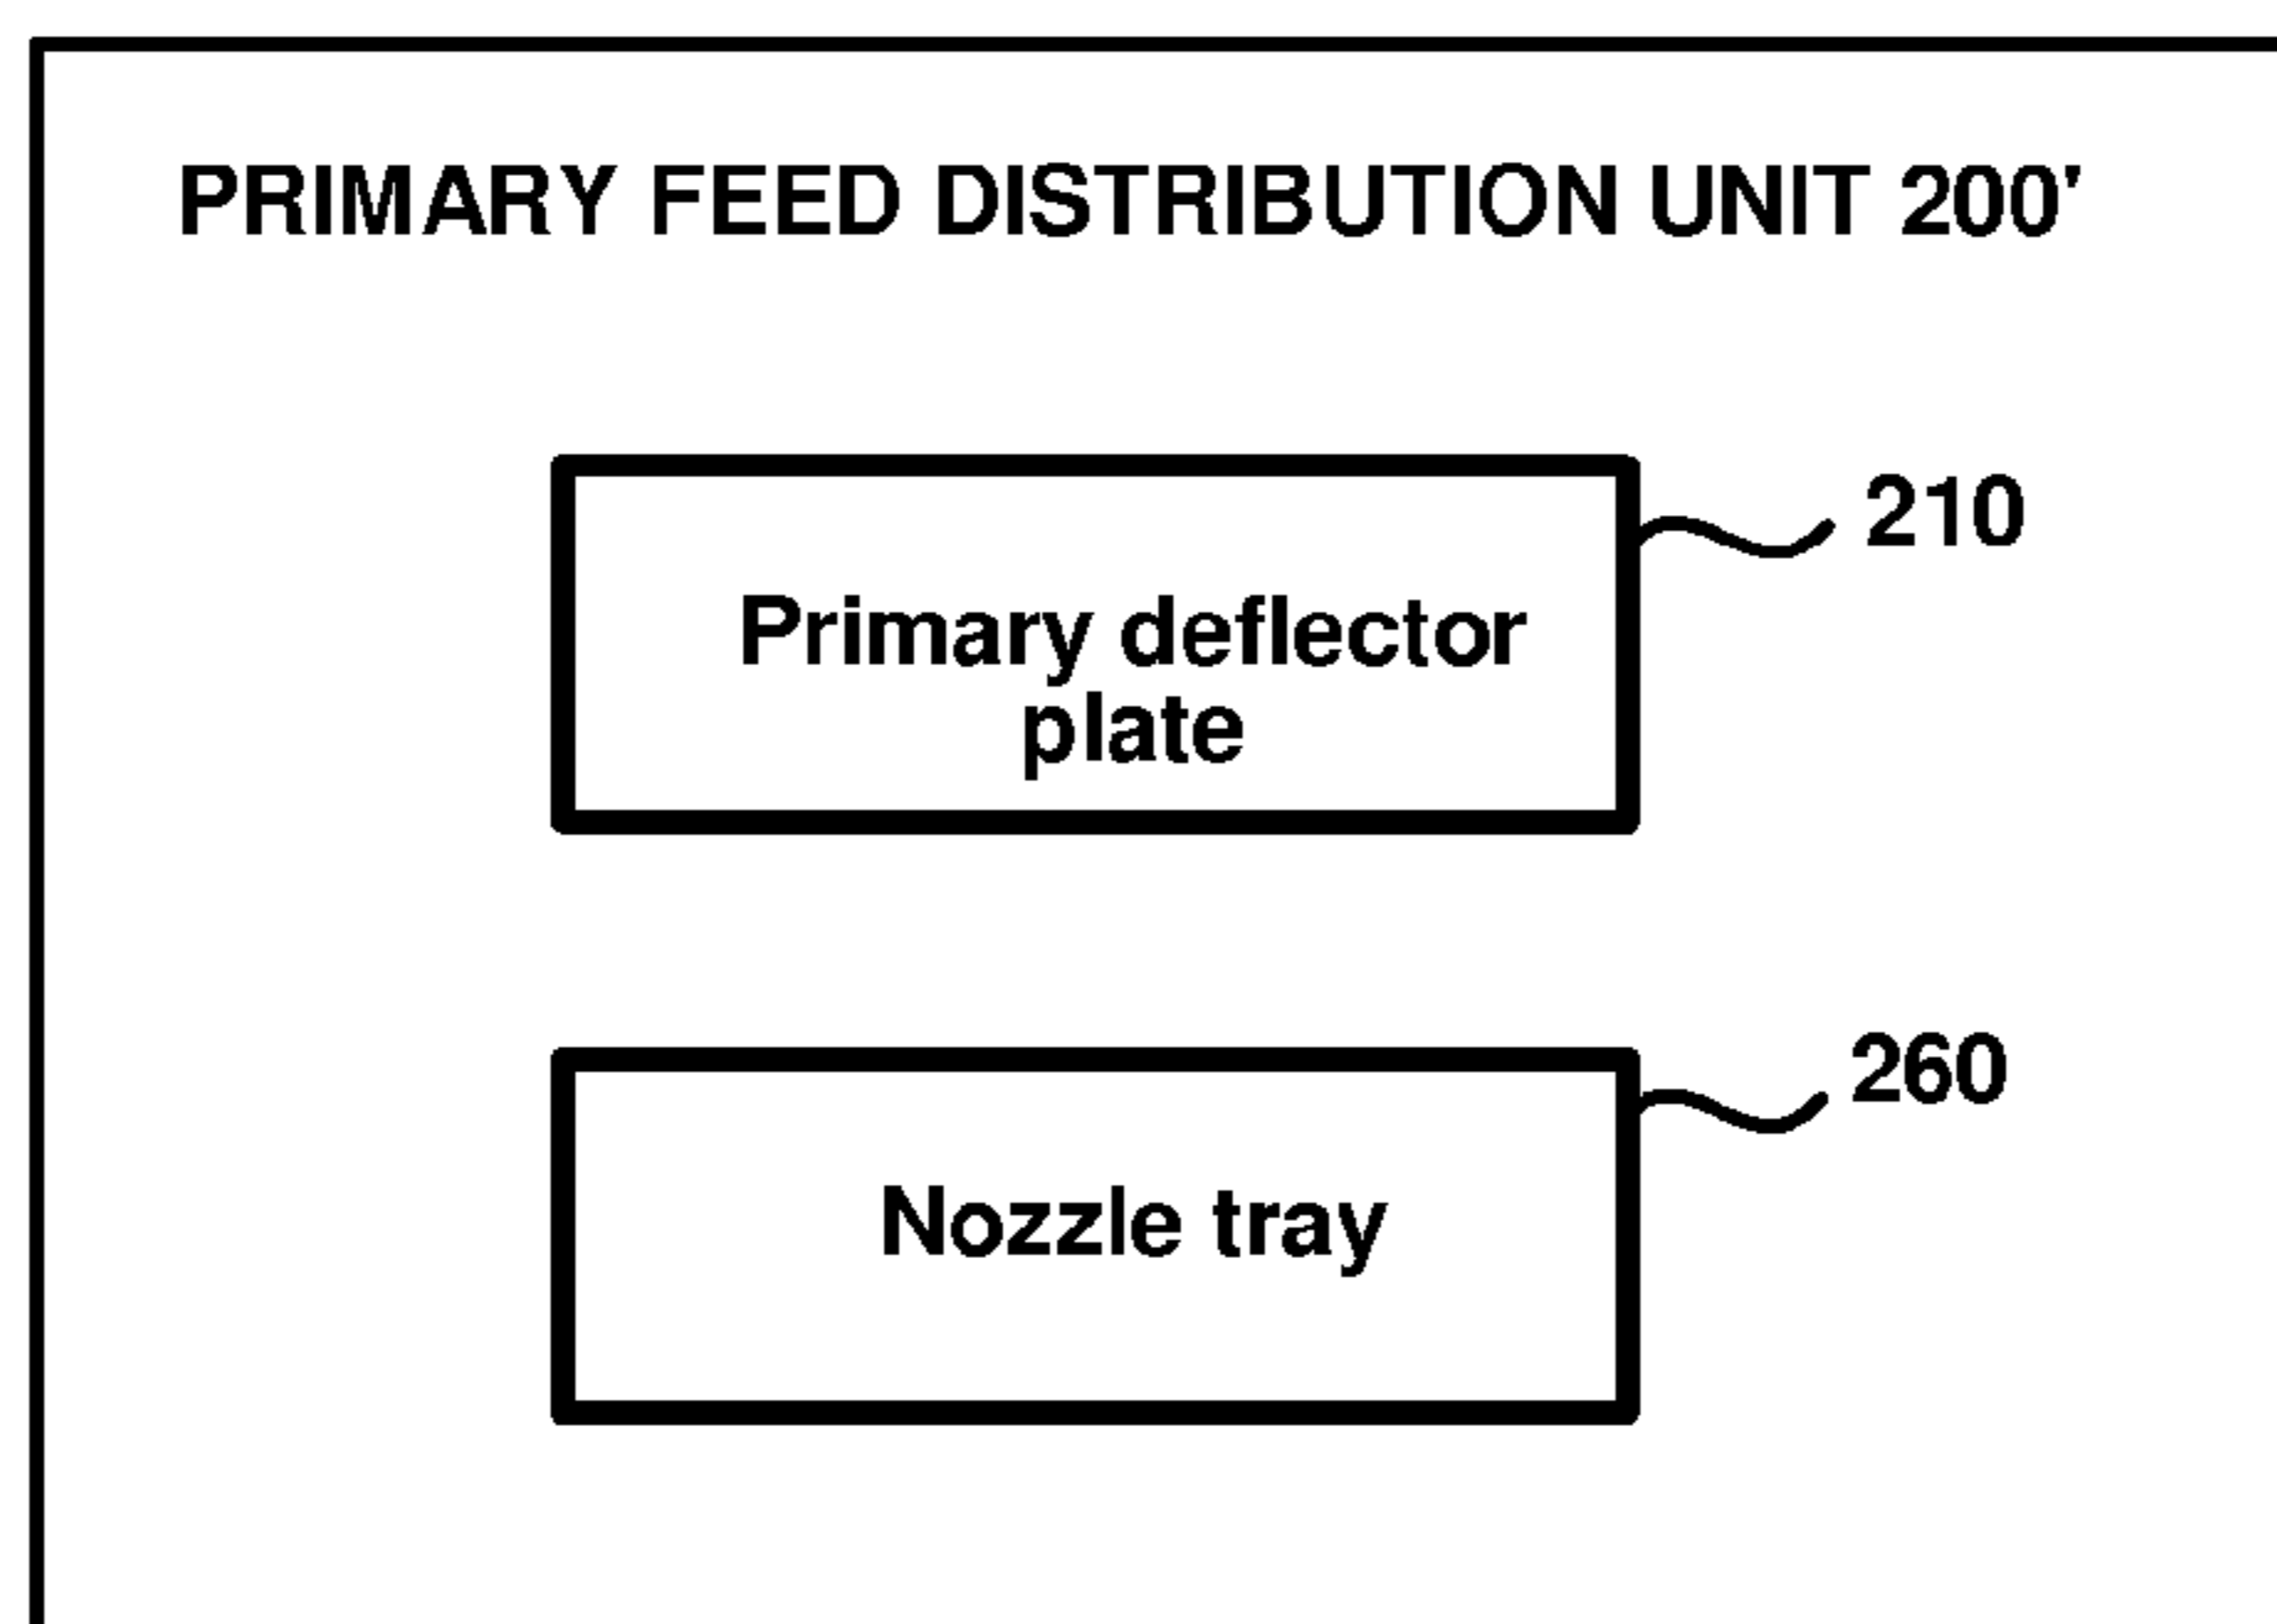 PRIMARY FEED DISTRIBUTION UNIT 200'
210
Primary deflector
plate
260
Nozzle tray